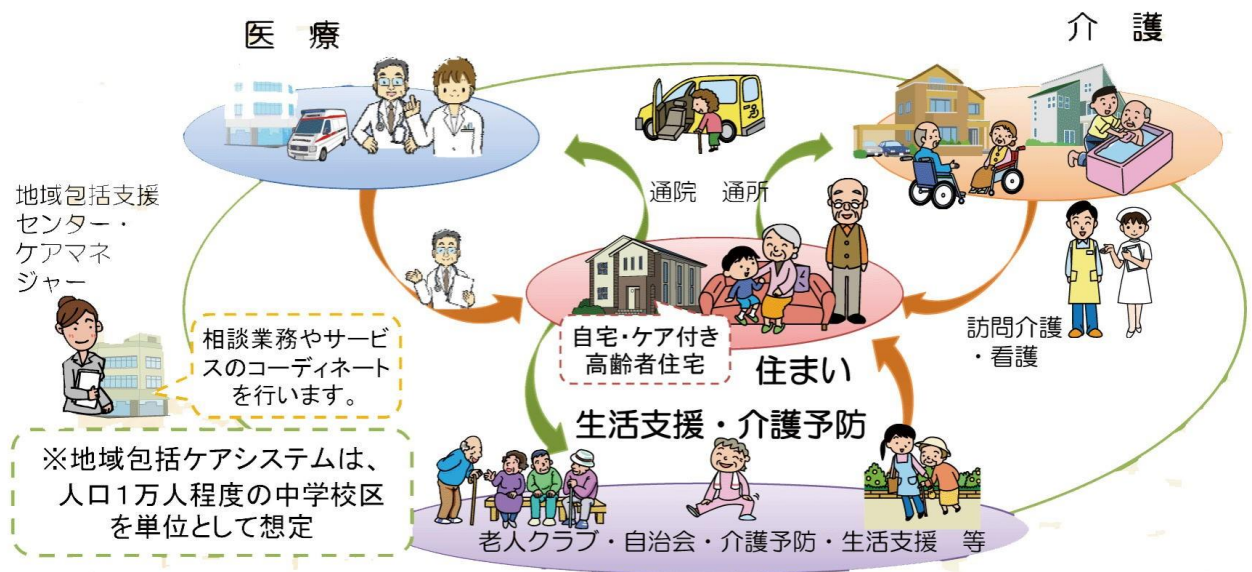 医 療
介 護
通院 通所
地域包括支援
センター・
ケアマネ
ジャー
相談業務やサービ
スのコーディネート
を行います。
自宅・ケア付き
高齢者住宅
住まい
訪問介護
・看護
生活支援・介護予防
※地域包括ケアシステムは、
人口1万人程度の中学校区
を単位として想定
老人クラブ・自治会・介護予防・生活支援 等